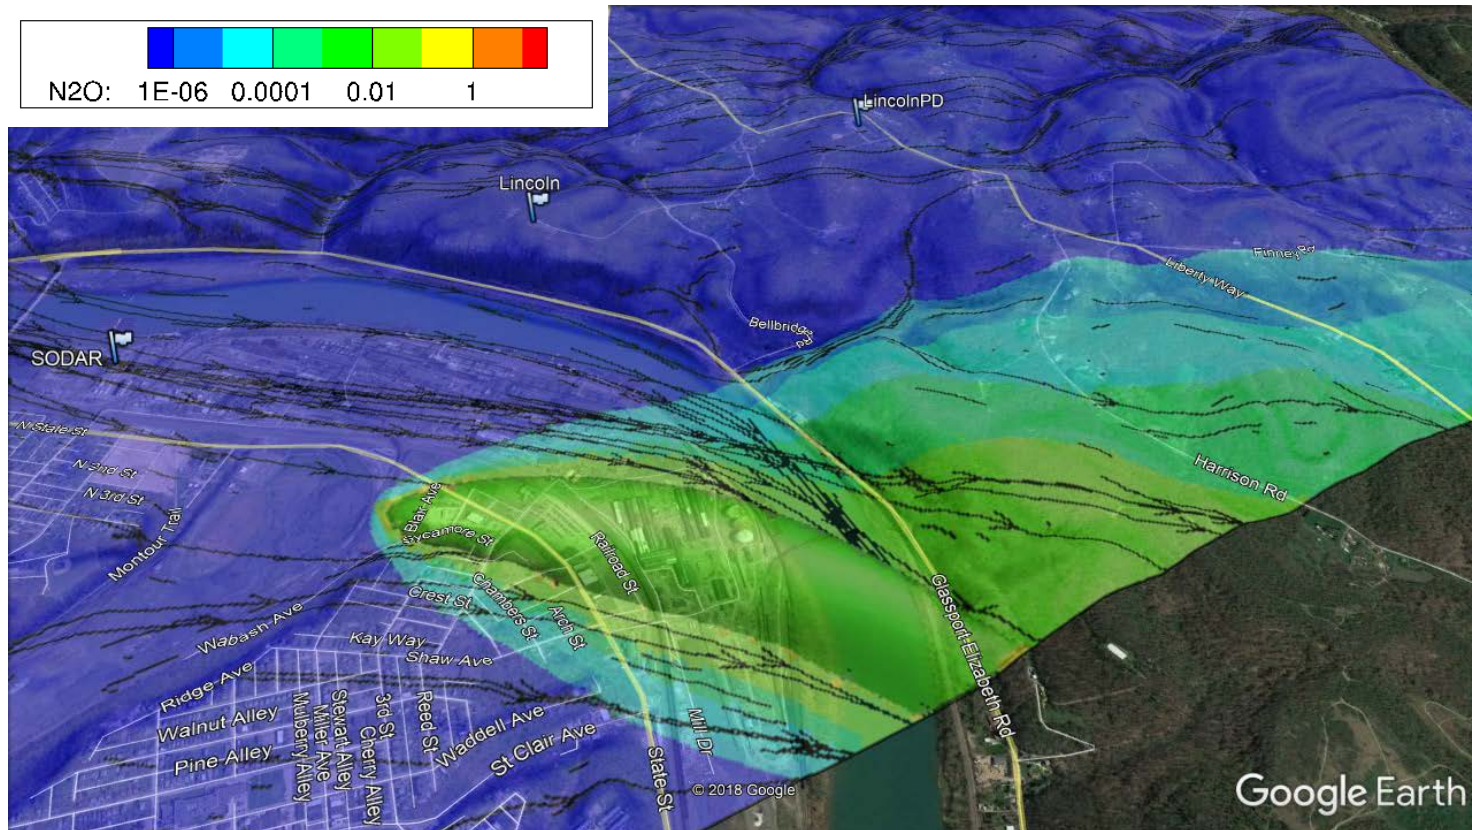 N2O: 1E-06 0.0001 0.01 1
LincolnPD
Lincoln
Finney Rd
Liberty Way
Bellbridge Rd
SODAR
N State St
N 2nd St
N 3rd St
Montour Trail
Blair Ave
Sycamore St
Railroad St
Harrison Rd
Crest St
Chambers St
Arch St
Glassport-Elizabeth Rd
Wabash Ave
Kay Way
Shaw Ave
Ridge Ave
Walnut Alley
Pine Alley
Mulberry Alley
Miller Ave
Stewart Alley
3rd St
Cherry Alley
Reed St
Waddell Ave
St Clair Ave
State St
Mill Dr
© 2018 Google
Google Earth